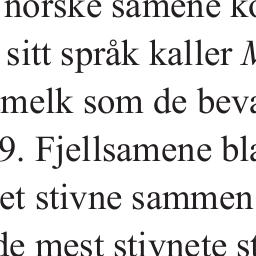 norske samene ko
sitt språk kaller M
melk som de beva
9. Fjellsamene bla
et stivne sammen
de mest stivnete st